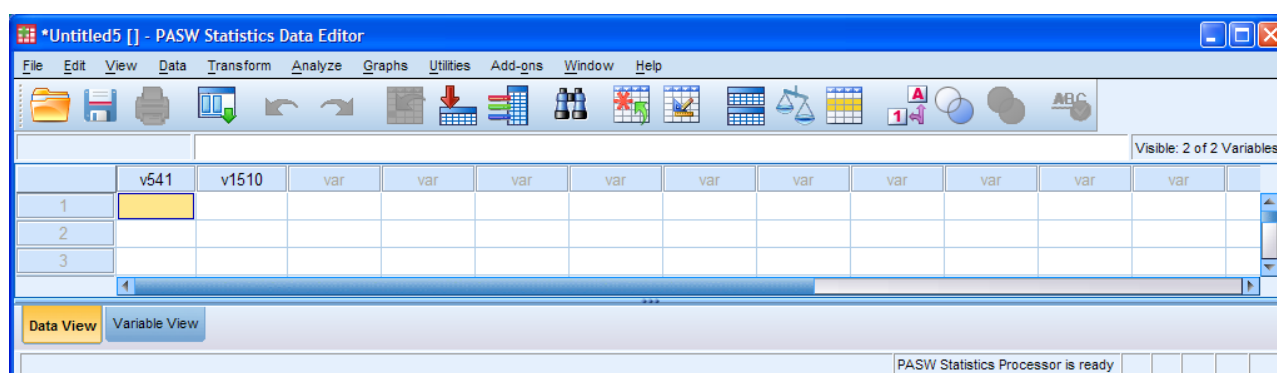 *Untitled5 [] - PASW Statistics Data Editor
File Edit View Data Transform Analyze Graphs Utilities Add-ons Window Help
A
1
ABC
Visible: 2 of 2 Variables
v541 v1510 var var var var var var var var var var
1
2
3
Data View Variable View
PASW Statistics Processor is ready